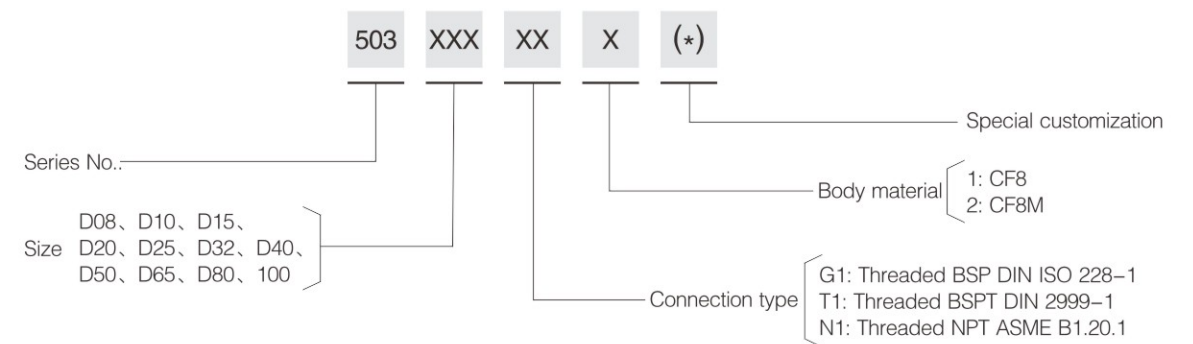 503 XXX XX X (*)
Special customization
Series No..
Body material
1: CF8
2: CF8M
D08、D10、D15、
Size D20、D25、D32、D40、
D50、D65、D80、100
Connection type
G1: Threaded BSP DIN ISO 228-1
T1: Threaded BSPT DIN 2999-1
N1: Threaded NPT ASME B1.20.1